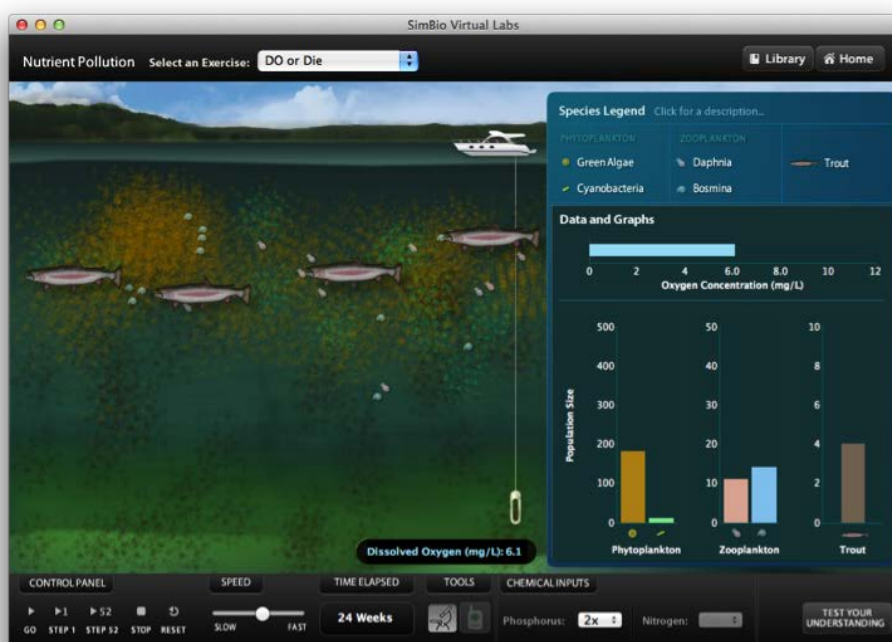 SimBio Virtual Labs
Nutrient Pollution Select an Exercise: DO or Die Library Home
Species Legend Click for a description...
PHYTOPLANKTON ZOOPLANKTON
Green Algae Daphnia Trout
Cyanobacteria Bosmina
Data and Graphs
0 2 4 6.0 8.0 10 12
Oxygen Concentration (mg/L)
500 50 10
400 40 8
300 30 6
200 20 4
100 10 2
0 0 0
Population Size
Phytoplankton Zooplankton Trout
Dissolved Oxygen (mg/L): 6.1
CONTROL PANEL SPEED TIME ELAPSED TOOLS CHEMICAL INPUTS
1 52
GO STEP 1 STEP 52 STOP RESET SLOW FAST 24 Weeks Phosphorus: 2x Nitrogen:
TEST YOUR
UNDERSTANDING